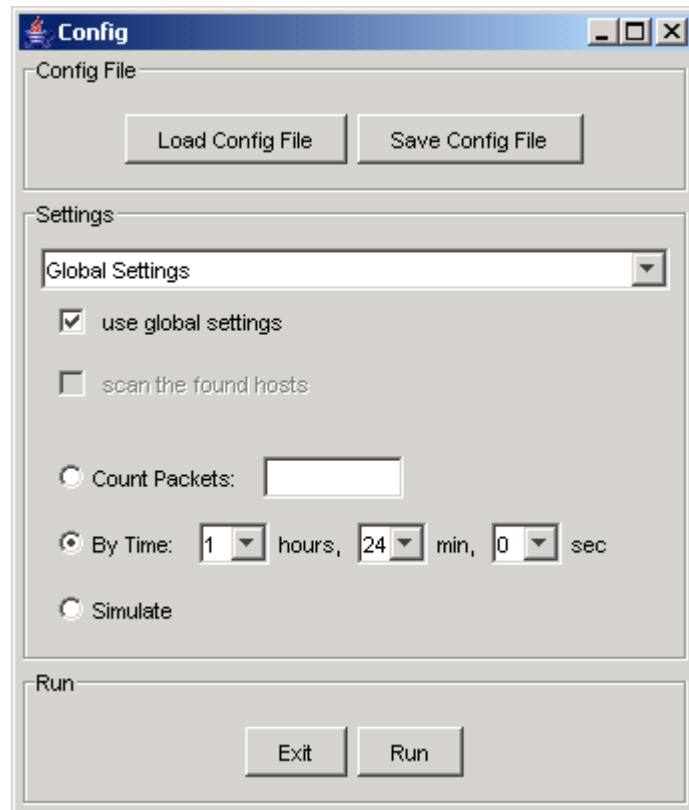 Config
Config File
Load Config File Save Config File
Settings
Global Settings
use global settings
scan the found hosts
Count Packets:
By Time: 1 hours, 24 min, 0 sec
Simulate
Run
Exit Run